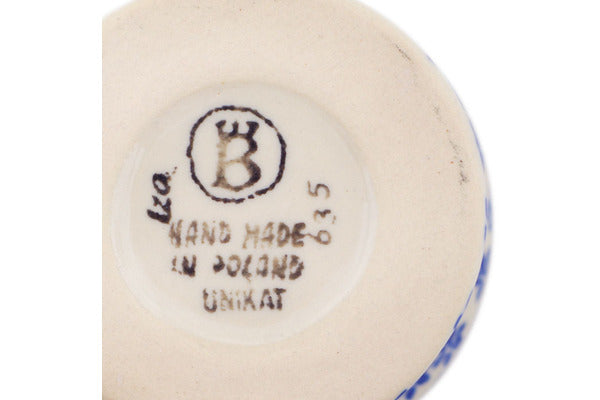 B
Iza.
635
HAND MADE
IN POLAND
UNIKAT